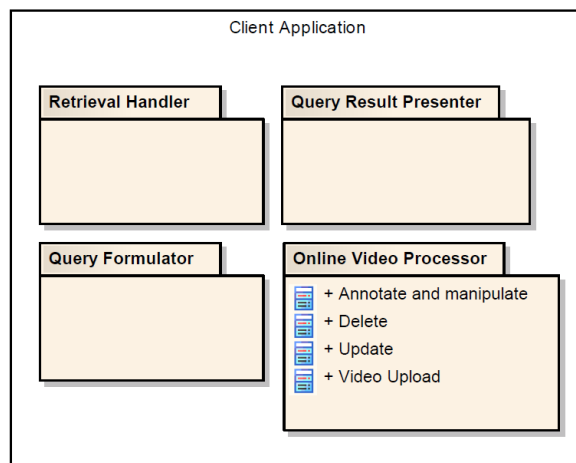 Client Application
Retrieval Handler
Query Result Presenter
Query Formulator
Online Video Processor
+ Annotate and manipulate
+ Delete
+ Update
+ Video Upload